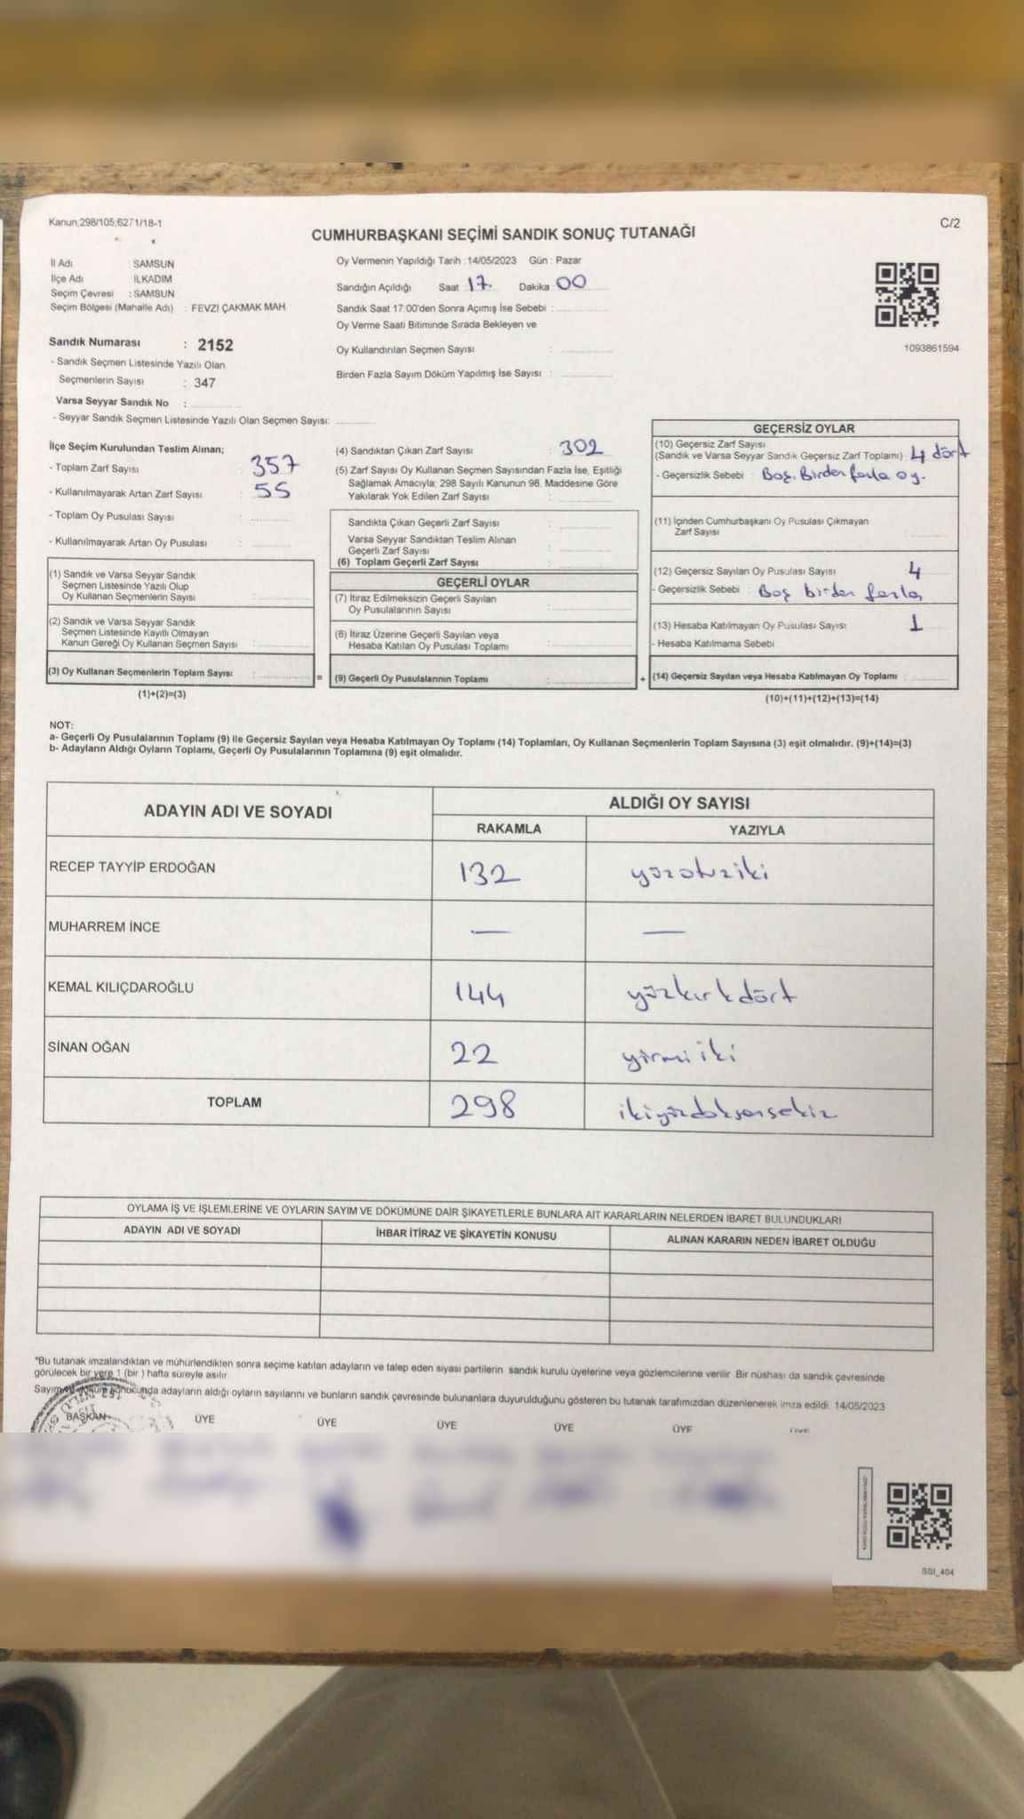 Kanun:298/105;6271/18-1
C/2
CUMHURBAŞKANI SEÇİMİ SANDIK SONUÇ TUTANAĞI
İl Adı : SAMSUN
İlçe Adı : İLKADIM
Seçim Çevresi : SAMSUN
Seçim Bölgesi (Mahalle Adı) : FEVZİ ÇAKMAK MAH
Sandık Numarası : 2152
- Sandık Seçmen Listesinde Yazılı Olan
Seçmenlerin Sayısı : 347
Varsa Seyyar Sandık No :
- Seyyar Sandık Seçmen Listesinde Yazılı Olan Seçmen Sayısı:
Oy Vermenin Yapıldığı Tarih :14/05/2023 Gün : Pazar
Sandığın Açıldığı Saat 17. Dakika 00
Sandık Saat 17:00'den Sonra Açımış İse Sebebi :
Oy Verme Saati Bitiminde Sırada Bekleyen ve
Oy Kullandırılan Seçmen Sayısı :
Birden Fazla Sayım Döküm Yapılmış İse Sayısı :
1093861594
İlçe Seçim Kurulundan Teslim Alınan;
- Toplam Zarf Sayısı : 357
- Kullanılmayarak Artan Zarf Sayısı : 55
- Toplam Oy Pusulası Sayısı :
- Kullanılmayarak Artan Oy Pusulası :
(1) Sandık ve Varsa Seyyar Sandık
Seçmen Listesinde Yazılı Olup
Oy Kullanan Seçmenlerin Sayısı :
(2) Sandık ve Varsa Seyyar Sandık
Seçmen Listesinde Kayıtlı Olmayan
Kanun Gereği Oy Kullanan Seçmen Sayısı :
(3) Oy Kullanan Seçmenlerin Toplam Sayısı :
(1)+(2)=(3)
(4) Sandıktan Çıkan Zarf Sayısı : 302
(5) Zarf Sayısı Oy Kullanan Seçmen Sayısından Fazla İse, Eşitliği
Sağlamak Amacıyla; 298 Sayılı Kanunun 98. Maddesine Göre
Yakılarak Yok Edilen Zarf Sayısı :
Sandıkta Çıkan Geçerli Zarf Sayısı :
Varsa Seyyar Sandıktan Teslim Alınan
Geçerli Zarf Sayısı :
(6) Toplam Geçerli Zarf Sayısı :
GEÇERLİ OYLAR
(7) İtiraz Edilmeksizin Geçerli Sayılan
Oy Pusulalarının Sayısı :
(8) İtiraz Üzerine Geçerli Sayılan veya
Hesaba Katılan Oy Pusulası Toplamı :
= (9) Geçerli Oy Pusulalarının Toplamı :
GEÇERSİZ OYLAR
(10) Geçersiz Zarf Sayısı
(Sandık ve Varsa Seyyar Sandık Geçersiz Zarf Toplamı) : 4 dört
- Geçersizlik Sebebi : Boş. Birden fazla oy.
(11) İçinden Cumhurbaşkanı Oy Pusulası Çıkmayan
Zarf Sayısı :
(12) Geçersiz Sayılan Oy Pusulası Sayısı : 4
- Geçersizlik Sebebi : Boş birden fazla
(13) Hesaba Katılmayan Oy Pusulası Sayısı : 1
- Hesaba Katılmama Sebebi :
+ (14) Geçersiz Sayılan veya Hesaba Katılmayan Oy Toplamı :
(10)+(11)+(12)+(13)=(14)
NOT:
a- Geçerli Oy Pusulalarının Toplamı (9) ile Geçersiz Sayılan veya Hesaba Katılmayan Oy Toplamı (14) Toplamları, Oy Kullanan Seçmenlerin Toplam Sayısına (3) eşit olmalıdır. (9)+(14)=(3)
b- Adayların Aldığı Oyların Toplamı, Geçerli Oy Pusulalarının Toplamına (9) eşit olmalıdır.
ADAYIN ADI VE SOYADI
ALDIĞI OY SAYISI
RAKAMLA YAZIYLA
RECEP TAYYİP ERDOĞAN 132 yüzotuziki
MUHARREM İNCE — —
KEMAL KILIÇDAROĞLU 144 yüzkırkdört
SİNAN OĞAN 22 yirmi iki
TOPLAM 298 ikiyüzdoksansekiz
OYLAMA İŞ VE İŞLEMLERİNE VE OYLARIN SAYIM VE DÖKÜMÜNE DAİR ŞİKAYETLERLE BUNLARA AİT KARARLARIN NELERDEN İBARET BULUNDUKLARI
ADAYIN ADI VE SOYADI İHBAR İTİRAZ VE ŞİKAYETİN KONUSU ALINAN KARARIN NEDEN İBARET OLDUĞU
"Bu tutanak imzalandıktan ve mühürlendikten sonra seçime katılan adayların ve talep eden siyasi partilerin sandık kurulu üyelerine veya gözlemcilerine verilir. Bir nüshası da sandık çevresinde
görülecek bir yere 1 (bir ) hafta süreyle asılır
Sayım ve döküm sonucunda adayların aldığı oyların sayılarını ve bunların sandık çevresinde bulunanlara duyurulduğunu gösteren bu tutanak tarafımızdan düzenlenerek imza edildi. 14/05/2023
BAŞKAN ÜYE ÜYE ÜYE ÜYE ÜYE ÜYE